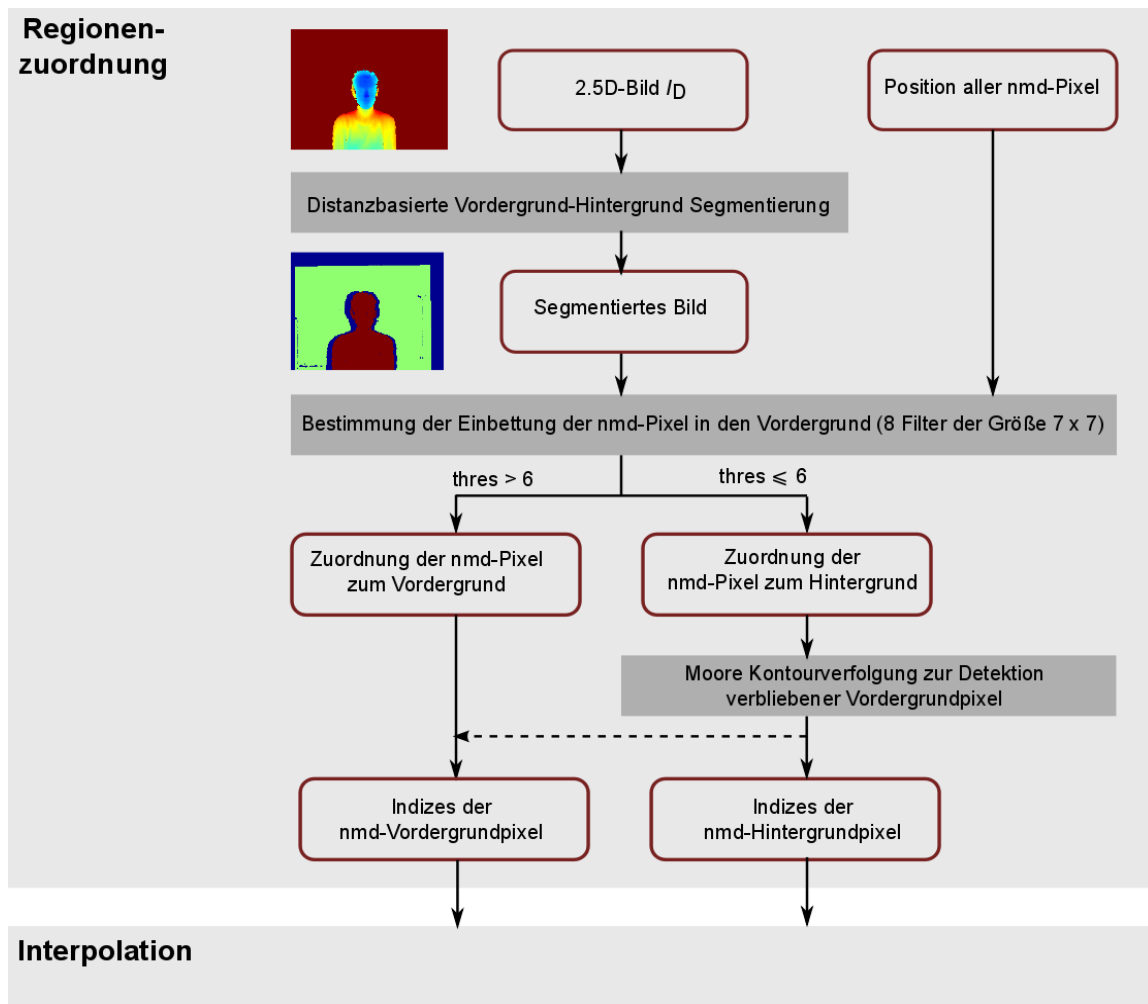 Regionen-
zuordnung
2.5D-Bild ID
Position aller nmd-Pixel
Distanzbasierte Vordergrund-Hintergrund Segmentierung
Segmentiertes Bild
Bestimmung der Einbettung der nmd-Pixel in den Vordergrund (8 Filter der Größe 7 x 7)
thres > 6
thres ⩽ 6
Zuordnung der nmd-Pixel
zum Vordergrund
Zuordnung der
nmd-Pixel zum Hintergrund
Moore Kontourverfolgung zur Detektion
verbliebener Vordergrundpixel
Indizes der
nmd-Vordergrundpixel
Indizes der
nmd-Hintergrundpixel
Interpolation